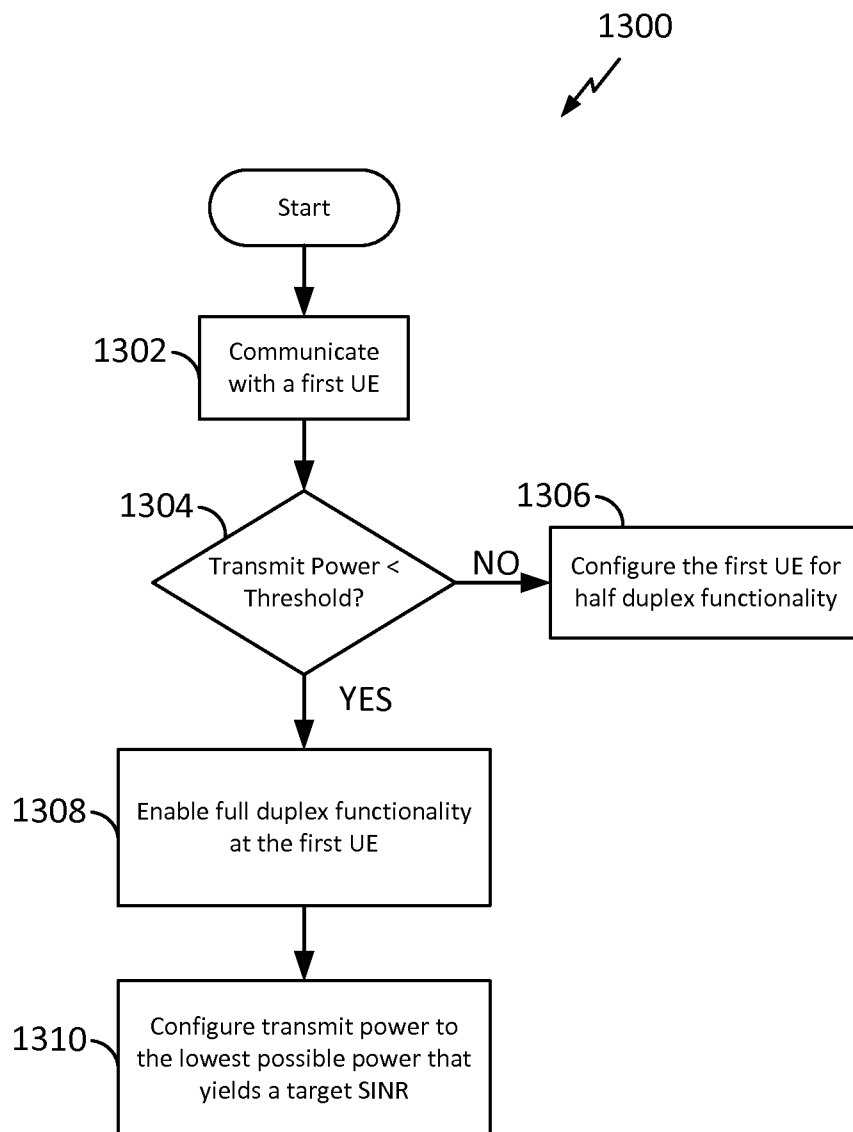 1300
Start
1302
Communicate
with a first UE
1304
Transmit Power <
Threshold?
NO
1306
Configure the first UE for
half duplex functionality
YES
1308
Enable full duplex functionality
at the first UE
1310
Configure transmit power to
the lowest possible power that
yields a target SINR